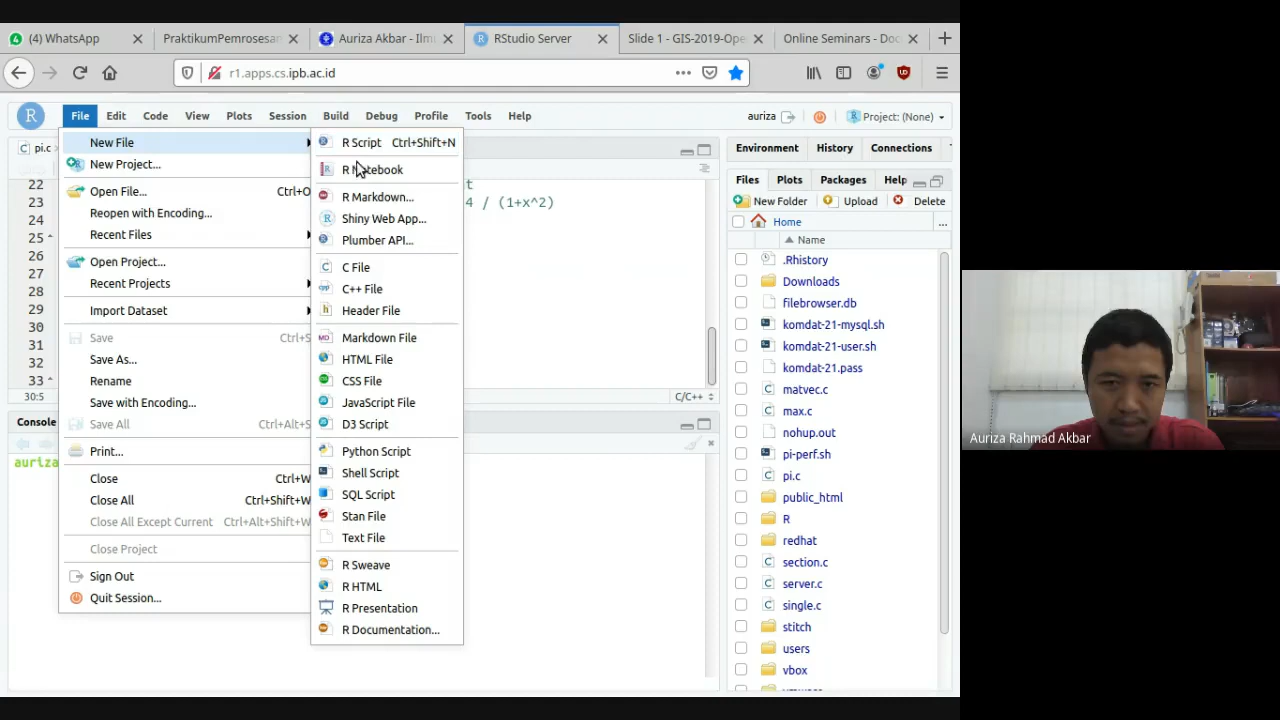 (4) WhatsApp
PraktikumPemrosesan
Auriza Akbar - Ilm
RStudio Server
Slide 1 - GIS-2019-Ope
Online Seminars - Doc
r1.apps.cs.ipb.ac.id
File Edit Code View Plots Session Build Debug Profile Tools Help
auriza
Project: (None)
pi.c
New File
New Project...
Open File... Ctrl+O
Reopen with Encoding...
Recent Files
Open Project...
Recent Projects
Import Dataset
Save Ctrl+S
Save As...
Rename
Save with Encoding...
Save All Ctrl+Alt+S
Print...
Close Ctrl+W
Close All Ctrl+Shift+W
Close All Except Current Ctrl+Alt+Shift+W
Close Project
Sign Out
Quit Session...
R Script Ctrl+Shift+N
R Notebook
R Markdown...
Shiny Web App...
Plumber API...
C File
C++ File
Header File
Markdown File
HTML File
CSS File
JavaScript File
D3 Script
Python Script
Shell Script
SQL Script
Stan File
Text File
R Sweave
R HTML
R Presentation
R Documentation...
22
23
24
25
26
27
28
29
30
31
32
33
t
4 / (1+x^2)
30:5
C/C++
Console
auriza
Environment History Connections
Files Plots Packages Help
New Folder Upload Delete
Home
...
Name
.Rhistory
Downloads
filebrowser.db
komdat-21-mysql.sh
komdat-21-user.sh
komdat-21.pass
matvec.c
max.c
nohup.out
pi-perf.sh
pi.c
public_html
R
redhat
section.c
server.c
single.c
stitch
users
vbox
Auriza Rahmad Akbar